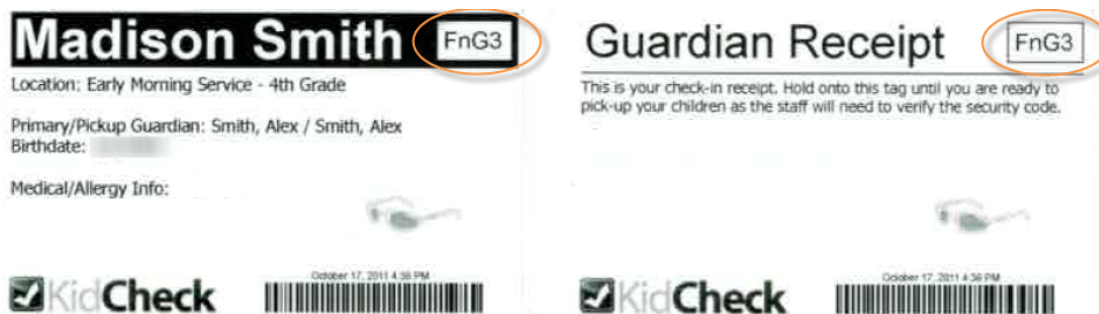 Madison Smith FnG3
Location: Early Morning Service - 4th Grade
Primary/Pickup Guardian: Smith, Alex / Smith, Alex
Birthdate:
Medical/Allergy Info:
October 17, 2011 4:36 PM
KidCheck
Guardian Receipt FnG3
This is your check-in receipt. Hold onto this tag until you are ready to
pick-up your children as the staff will need to verify the security code.
October 17, 2011 4:36 PM
KidCheck